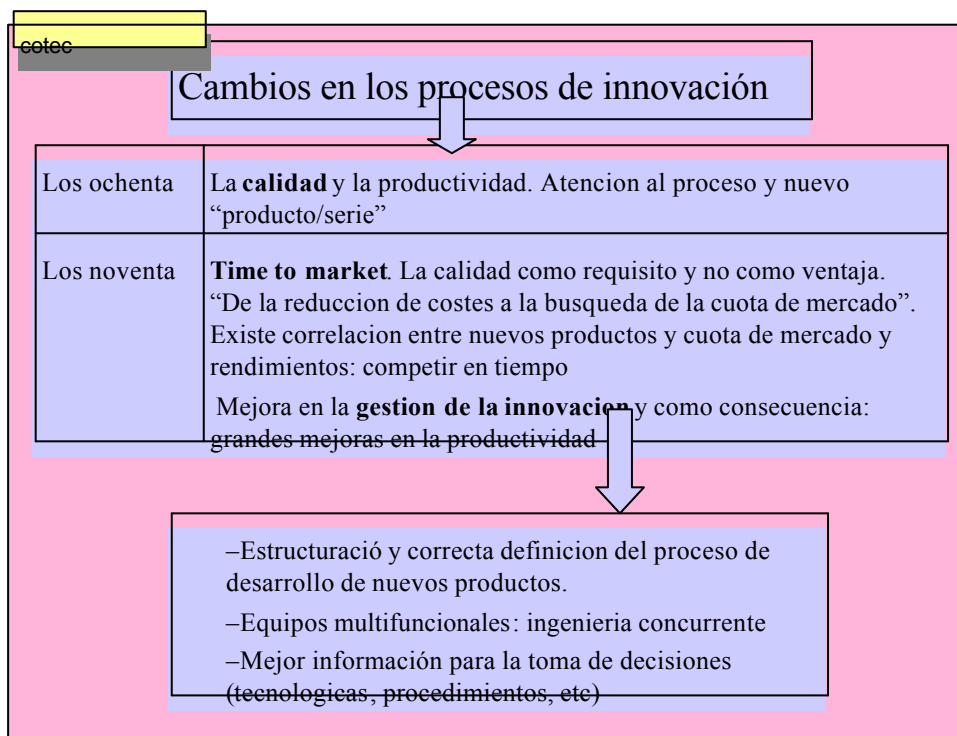 cotec
Cambios en los procesos de innovación
Los ochenta
La calidad y la productividad. Atencion al proceso y nuevo
“producto/serie”
Los noventa
Time to market. La calidad como requisito y no como ventaja.
“De la reduccion de costes a la busqueda de la cuota de mercado”.
Existe correlacion entre nuevos productos y cuota de mercado y
rendimientos: competir en tiempo
Mejora en la gestion de la innovacion y como consecuencia:
grandes mejoras en la productividad
–Estructuració y correcta definicion del proceso de
desarrollo de nuevos productos.
–Equipos multifuncionales: ingenieria concurrente
–Mejor información para la toma de decisiones
(tecnologicas, procedimientos, etc)